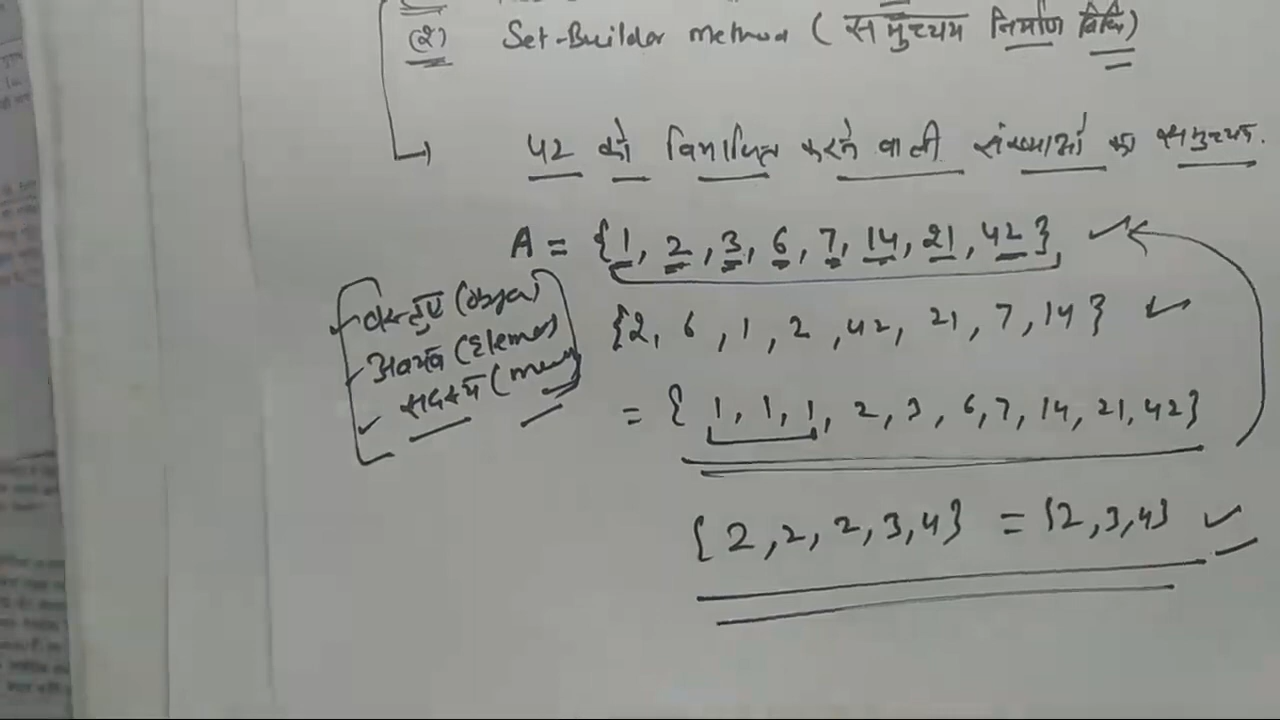 (2) Set-Builder Method (समुच्चय निर्माण विधि)
42 को विभाजित करने वाली संख्याओं का समुच्चय.
A = {1, 2, 3, 6, 7, 14, 21, 42}
वस्तुएँ (object)
अवयव (Elemen)
सदस्य (mem
{2, 6, 1, 2, 42, 21, 7, 14}
= { 1, 1, 1, 2, 3, 6, 7, 14, 21, 42}
{2, 2, 2, 3, 4} = {2, 3, 4}